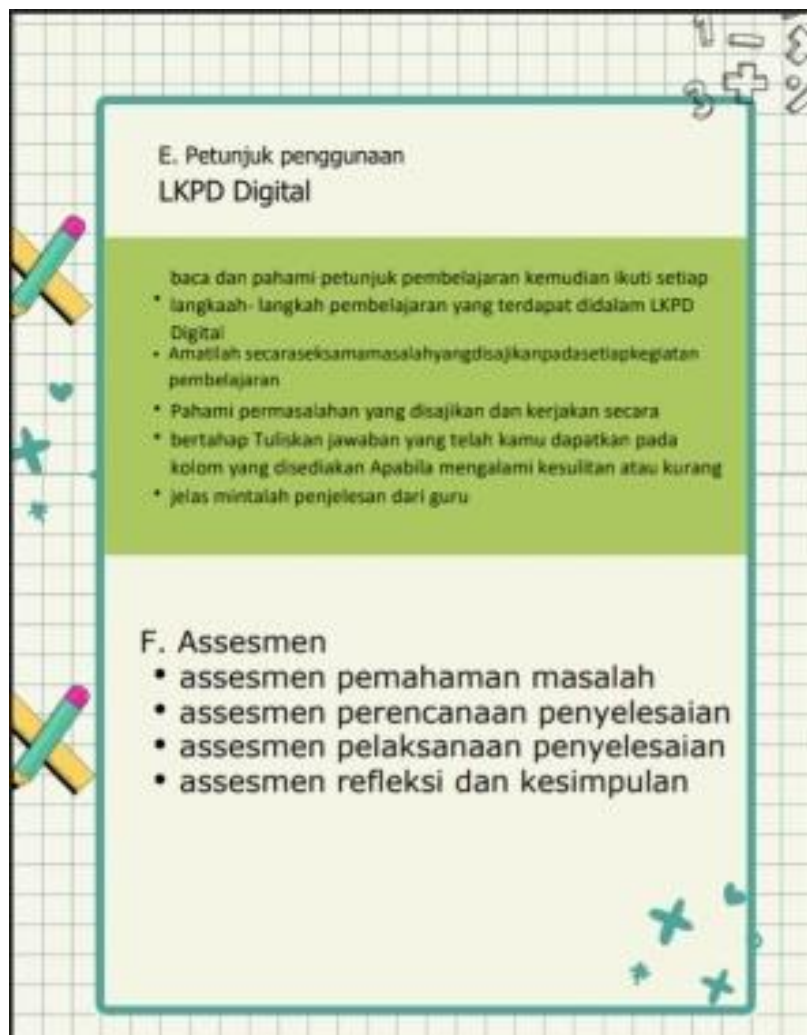 1 - 3
3 + %
E. Petunjuk penggunaan
LKPD Digital
baca dan pahami petunjuk pembelajaran kemudian ikuti setiap
• langkaah- langkah pembelajaran yang terdapat didalam LKPD
Digital
• Amatilah secaraseksamamasalahyangdisajikanpadasetiapkegiatan
pembelajaran
• Pahami permasalahan yang disajikan dan kerjakan secara
• bertahap Tuliskan jawaban yang telah kamu dapatkan pada
kolom yang disediakan Apabila mengalami kesulitan atau kurang
• jelas mintalah penjelesan dari guru
F. Assesmen
• assesmen pemahaman masalah
• assesmen perencanaan penyelesaian
• assesmen pelaksanaan penyelesaian
• assesmen refleksi dan kesimpulan